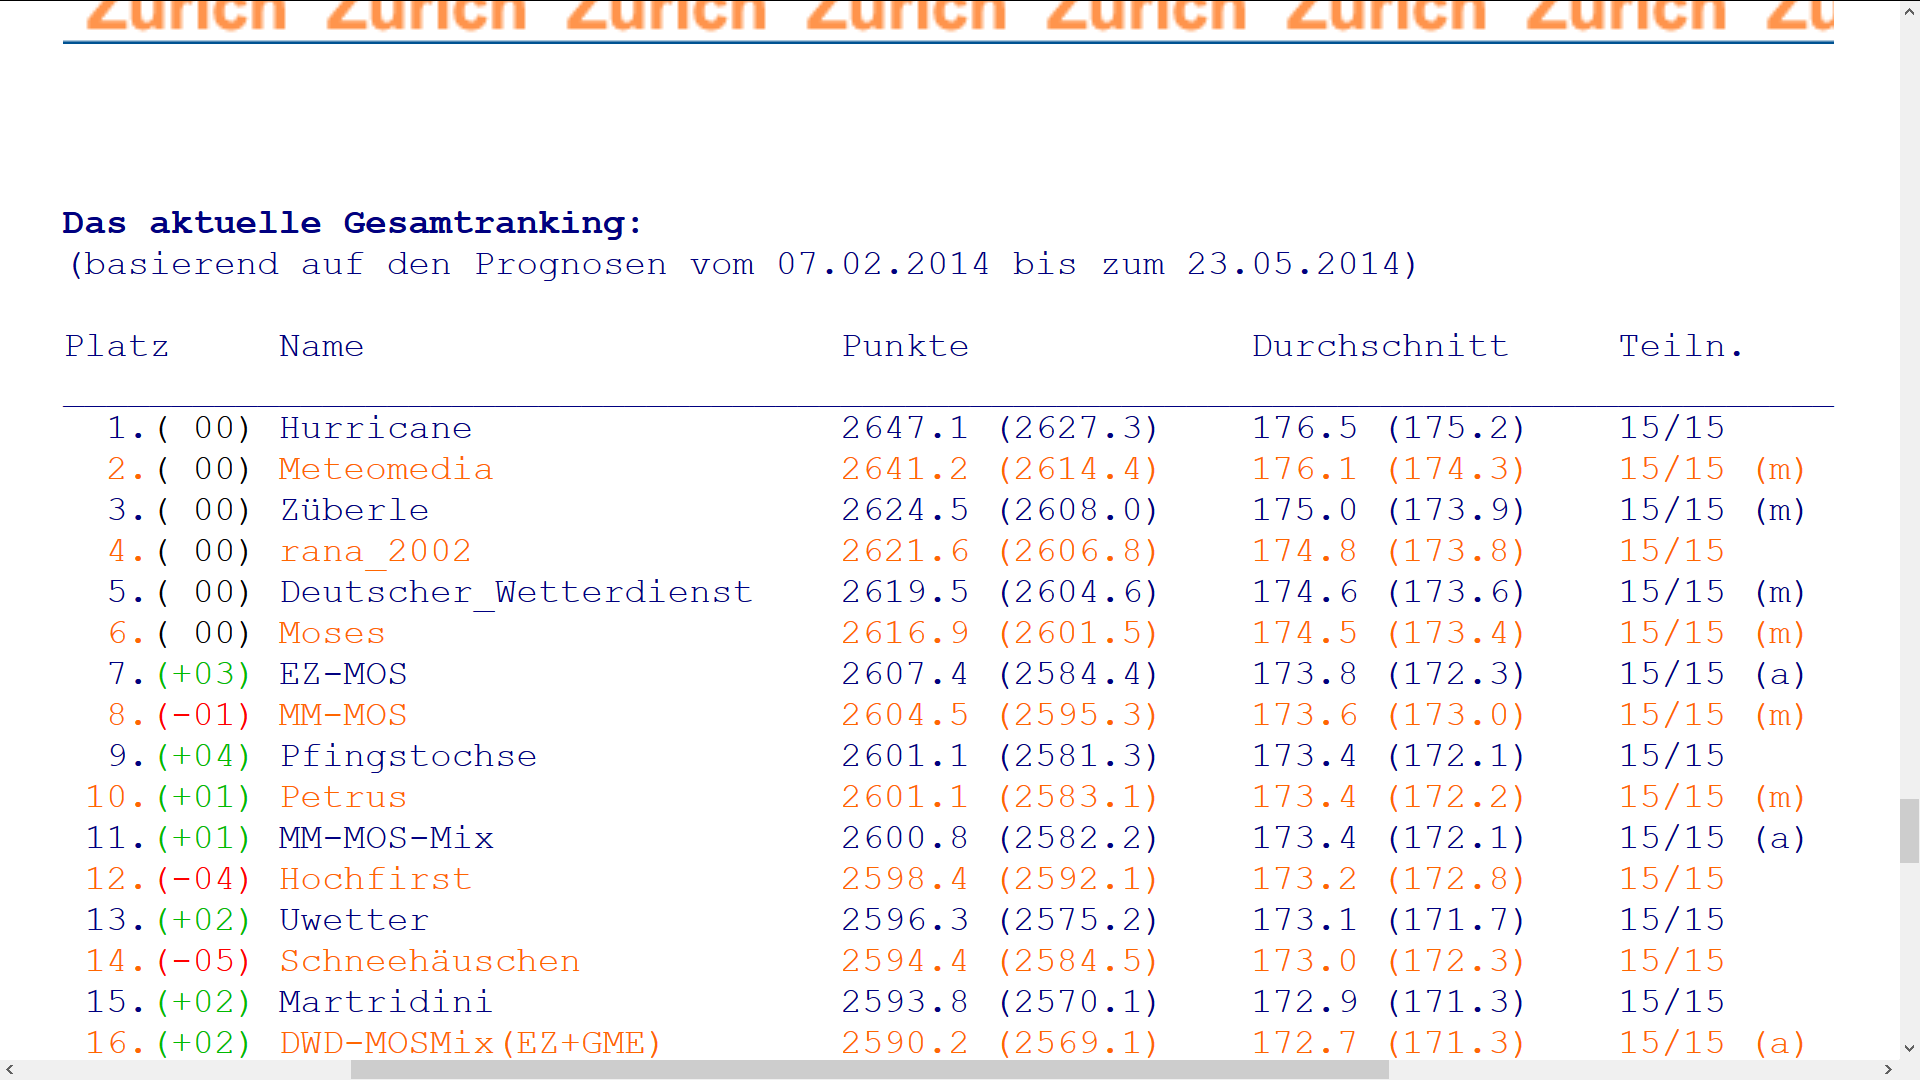 Zürich Zürich Zürich Zürich Zürich Zürich Zürich Zü
Das aktuelle Gesamtranking:
(basierend auf den Prognosen vom 07.02.2014 bis zum 23.05.2014)
Platz Name Punkte Durchschnitt Teiln.
1.( 00) Hurricane 2647.1 (2627.3) 176.5 (175.2) 15/15
2.( 00) Meteomedia 2641.2 (2614.4) 176.1 (174.3) 15/15 (m)
3.( 00) Züberle 2624.5 (2608.0) 175.0 (173.9) 15/15 (m)
4.( 00) rana_2002 2621.6 (2606.8) 174.8 (173.8) 15/15
5.( 00) Deutscher_Wetterdienst 2619.5 (2604.6) 174.6 (173.6) 15/15 (m)
6.( 00) Moses 2616.9 (2601.5) 174.5 (173.4) 15/15 (m)
7.(+03) EZ-MOS 2607.4 (2584.4) 173.8 (172.3) 15/15 (a)
8.(-01) MM-MOS 2604.5 (2595.3) 173.6 (173.0) 15/15 (m)
9.(+04) Pfingstochse 2601.1 (2581.3) 173.4 (172.1) 15/15
10.(+01) Petrus 2601.1 (2583.1) 173.4 (172.2) 15/15 (m)
11.(+01) MM-MOS-Mix 2600.8 (2582.2) 173.4 (172.1) 15/15 (a)
12.(-04) Hochfirst 2598.4 (2592.1) 173.2 (172.8) 15/15
13.(+02) Uwetter 2596.3 (2575.2) 173.1 (171.7) 15/15
14.(-05) Schneehäuschen 2594.4 (2584.5) 173.0 (172.3) 15/15
15.(+02) Martridini 2593.8 (2570.1) 172.9 (171.3) 15/15
16.(+02) DWD-MOSMix(EZ+GME) 2590.2 (2569.1) 172.7 (171.3) 15/15 (a)